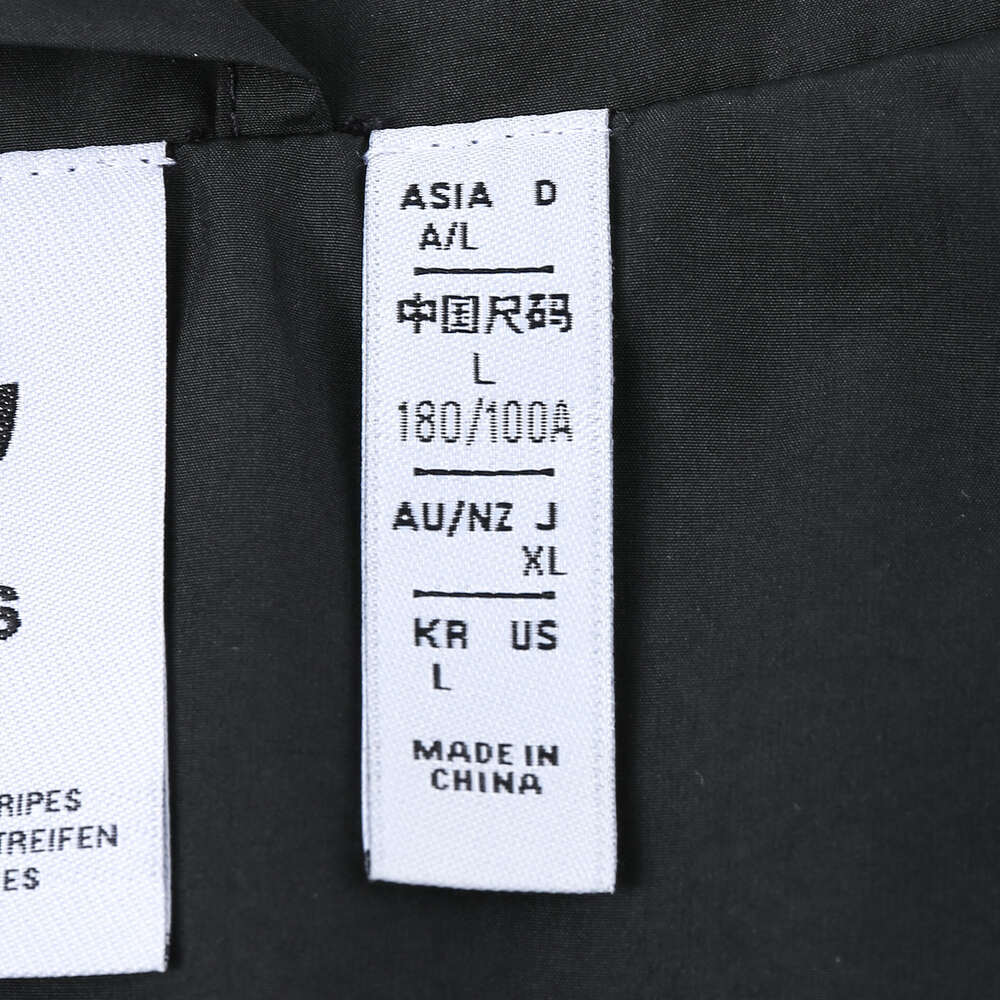 ASIA D
A/L
中国尺码
L
180/100A
AU/NZ J
XL
KR US
L
MADE IN
CHINA
S
RIPES
TREIFEN
ES